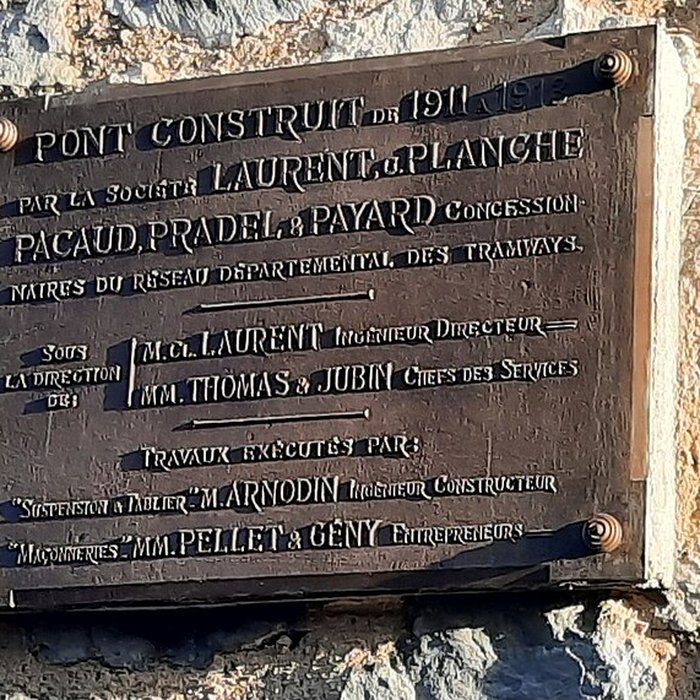 PONT CONSTRUIT DE 1911 A 1913
PAR LA SOCIÉTÉ LAURENT, J. PLANCHE
PACAUD, PRADEL & PAYARD CONCESSION-
NAIRES DU RÉSEAU DÉPARTEMENTAL DES TRAMWAYS.
SOUS
LA DIRECTION
DE:
M. CL. LAURENT INGÉNIEUR DIRECTEUR
MM. THOMAS & JUBIN CHEFS DES SERVICES
TRAVAUX EXÉCUTÉS PAR:
"SUSPENSION & TABLIER" M. ARNODIN INGÉNIEUR CONSTRUCTEUR
"MAÇONNERIES" MM. PELLET & GÉNY ENTREPRENEURS